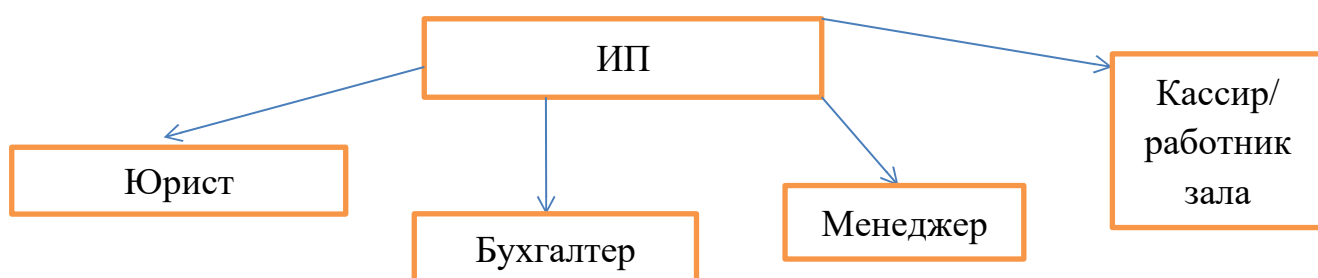 ИП
Юрист
Бухгалтер
Менеджер
Кассир/
работник
зала